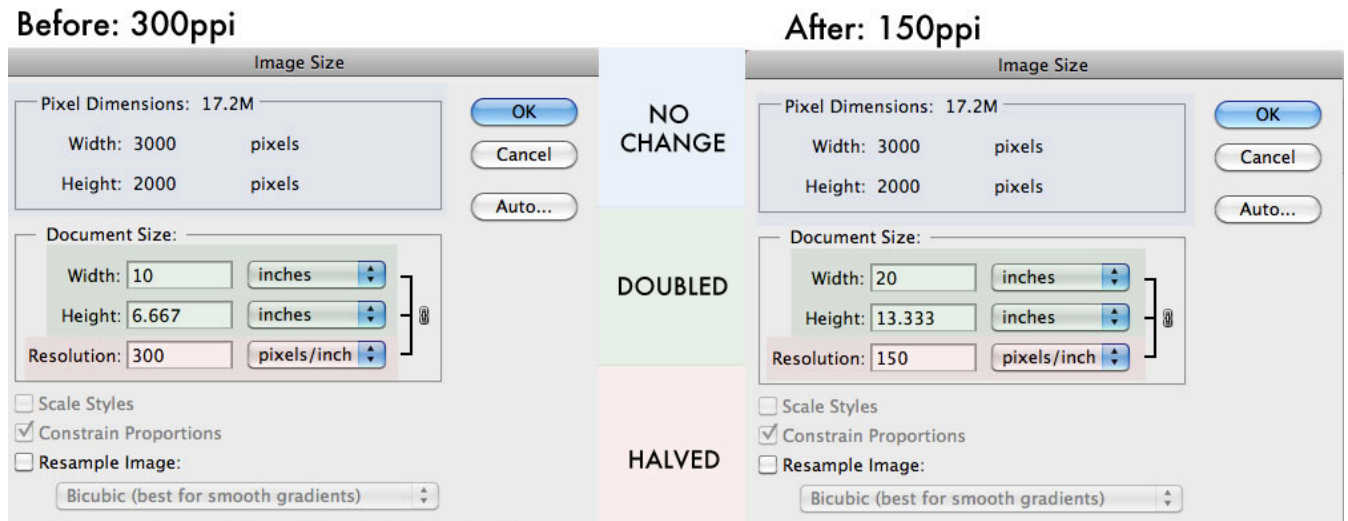 Before: 300ppi
Image Size
Pixel Dimensions: 17.2M
Width: 3000 pixels
Height: 2000 pixels
OK
Cancel
Auto...
Document Size:
Width: 10 inches
Height: 6.667 inches
Resolution: 300 pixels/inch
Scale Styles
Constrain Proportions
Resample Image:
Bicubic (best for smooth gradients)
NO
CHANGE
DOUBLED
HALVED
After: 150ppi
Image Size
Pixel Dimensions: 17.2M
Width: 3000 pixels
Height: 2000 pixels
OK
Cancel
Auto...
Document Size:
Width: 20 inches
Height: 13.333 inches
Resolution: 150 pixels/inch
Scale Styles
Constrain Proportions
Resample Image:
Bicubic (best for smooth gradients)